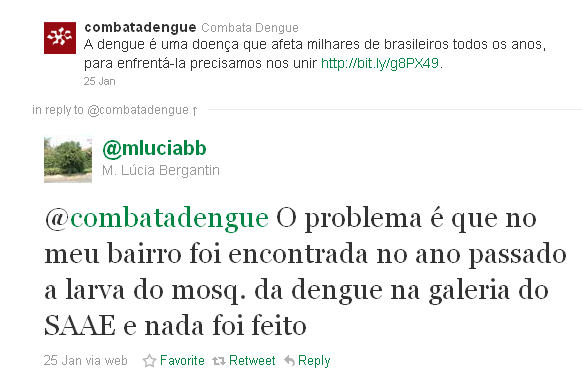 combatadengue Combata Dengue
A dengue é uma doença que afeta milhares de brasileiros todos os anos,
para enfrentá-la precisamos nos unir http://bit.ly/g8PX49.
25 Jan
in reply to @combatadengue ↑
@mluciabb
M. Lúcia Bergantin
@combatadengue O problema é que no
meu bairro foi encontrada no ano passado
a larva do mosq. da dengue na galeria do
SAAE e nada foi feito
25 Jan via web Favorite Retweet Reply